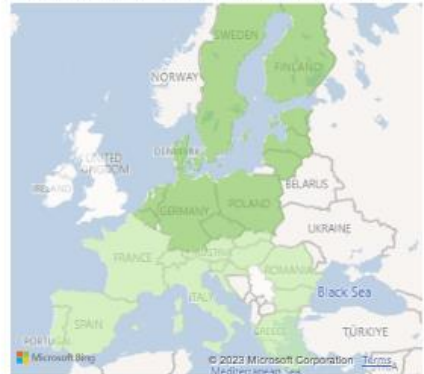 SWEDEN
FINLAND
NORWAY
DENMARK
UNITED
KINGDOM
IRELAND
BELARUS
POLAND
GERMANY
UKRAINE
FRANCE
AUSTRIA
ROMANIA
ITALY
Black Sea
SPAIN
PORTUGAL
GREECE
TÜRKIYE
Microsoft Bing
© 2023 Microsoft Corporation Terms
Mediterranean Sea